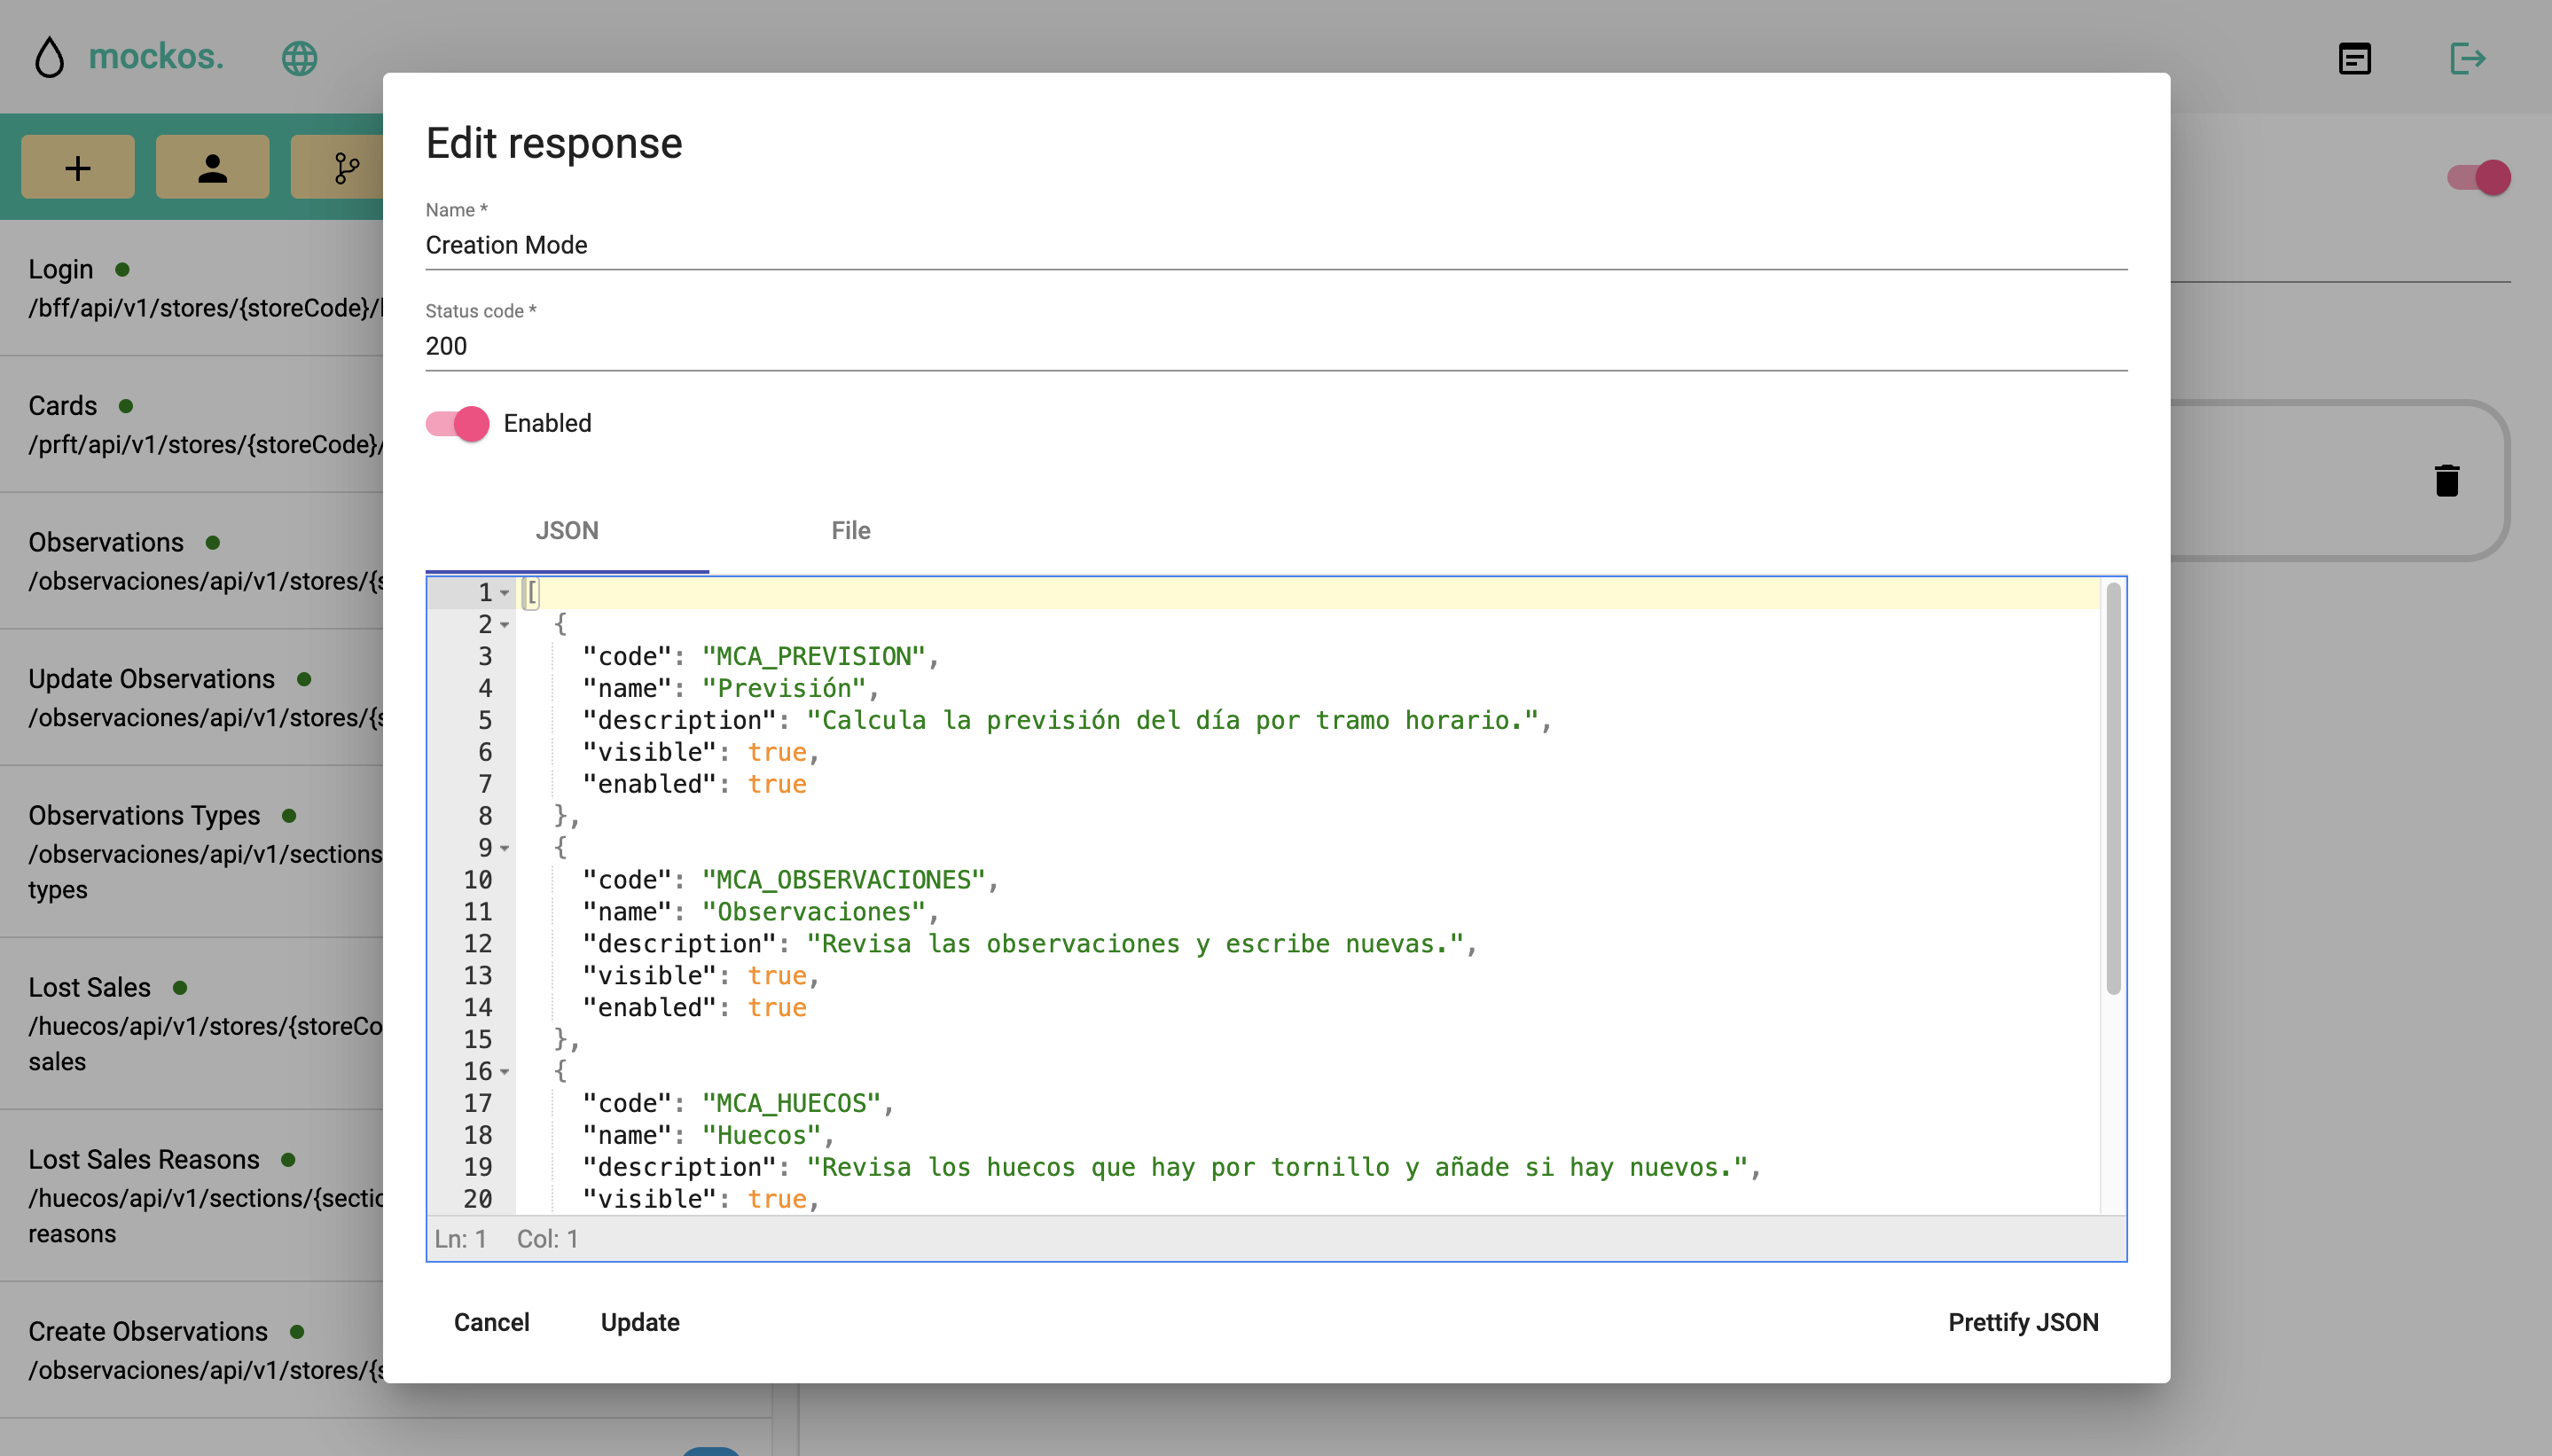 mockos.
Login
/bff/api/v1/stores/{storeCode}/
Cards
/prft/api/v1/stores/{storeCode}/
Observations
/observaciones/api/v1/stores/{s
Update Observations
/observaciones/api/v1/stores/{s
Observations Types
/observaciones/api/v1/sections
types
Lost Sales
/huecos/api/v1/stores/{storeCo
sales
Lost Sales Reasons
/huecos/api/v1/sections/{sectio
reasons
Create Observations
/observaciones/api/v1/stores/{s
Edit response
Name *
Creation Mode
Status code *
200
Enabled
JSON File
1 [
2 {
3 "code": "MCA_PREVISION",
4 "name": "Previsión",
5 "description": "Calcula la previsión del día por tramo horario.",
6 "visible": true,
7 "enabled": true
8 },
9 {
10 "code": "MCA_OBSERVACIONES",
11 "name": "Observaciones",
12 "description": "Revisa las observaciones y escribe nuevas.",
13 "visible": true,
14 "enabled": true
15 },
16 {
17 "code": "MCA_HUECOS",
18 "name": "Huecos",
19 "description": "Revisa los huecos que hay por tornillo y añade si hay nuevos.",
20 "visible": true,
Ln: 1 Col: 1
Cancel Update Prettify JSON